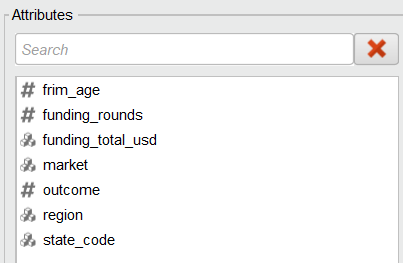 Attributes
Search
frim_age
funding_rounds
funding_total_usd
market
outcome
region
state_code